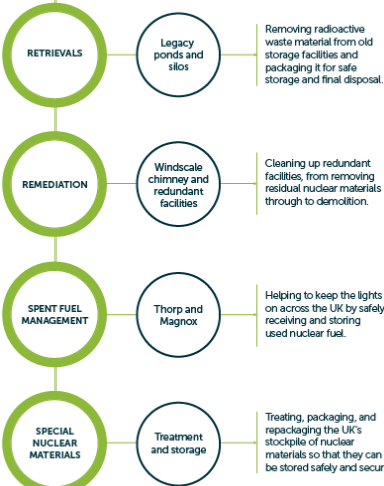 RETRIEVALS
Legacy
ponds and
silos
Removing radioactive
waste material from old
storage facilities and
packaging it for safe
storage and final disposal.
REMEDIATION
Windscale
chimney and
redundant
facilities
Cleaning up redundant
facilities, from removing
residual nuclear materials
through to demolition.
SPENT FUEL
MANAGEMENT
Thorp and
Magnox
Helping to keep the lights
on across the UK by safely
receiving and storing
used nuclear fuel.
SPECIAL
NUCLEAR
MATERIALS
Treatment
and storage
Treating, packaging, and
repackaging the UK's
stockpile of nuclear
materials so that they can
be stored safely and secur